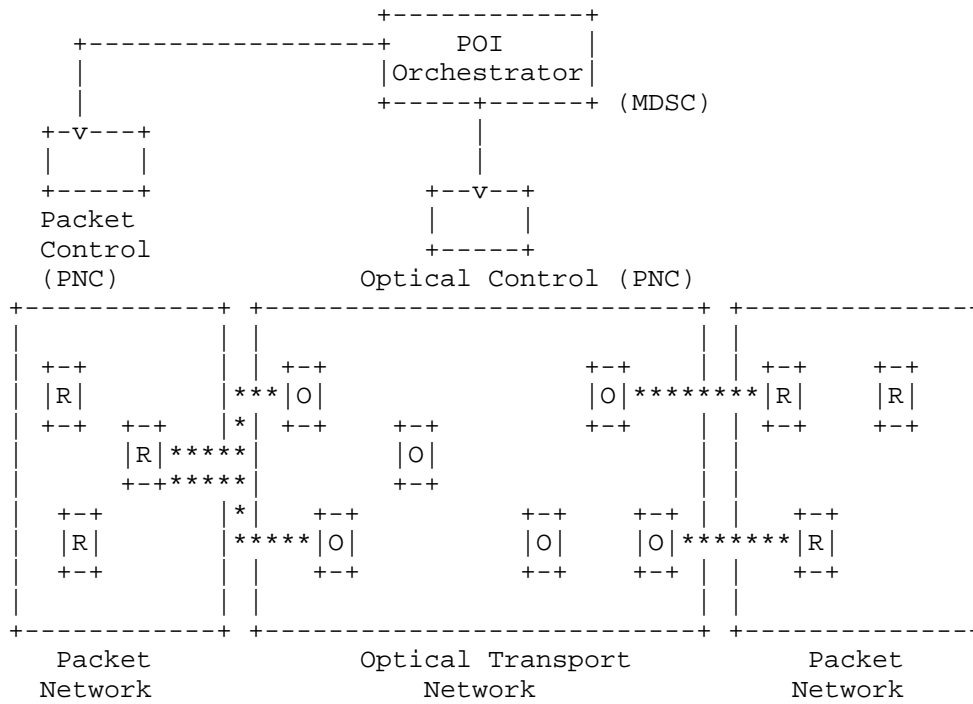 POI
Orchestrator
(MDSC)
Packet
Control
(PNC)
Optical Control (PNC)
R
O
O
R
R
R
O
R
O
O
O
R
Packet
Network
Optical Transport
Network
Packet
Network